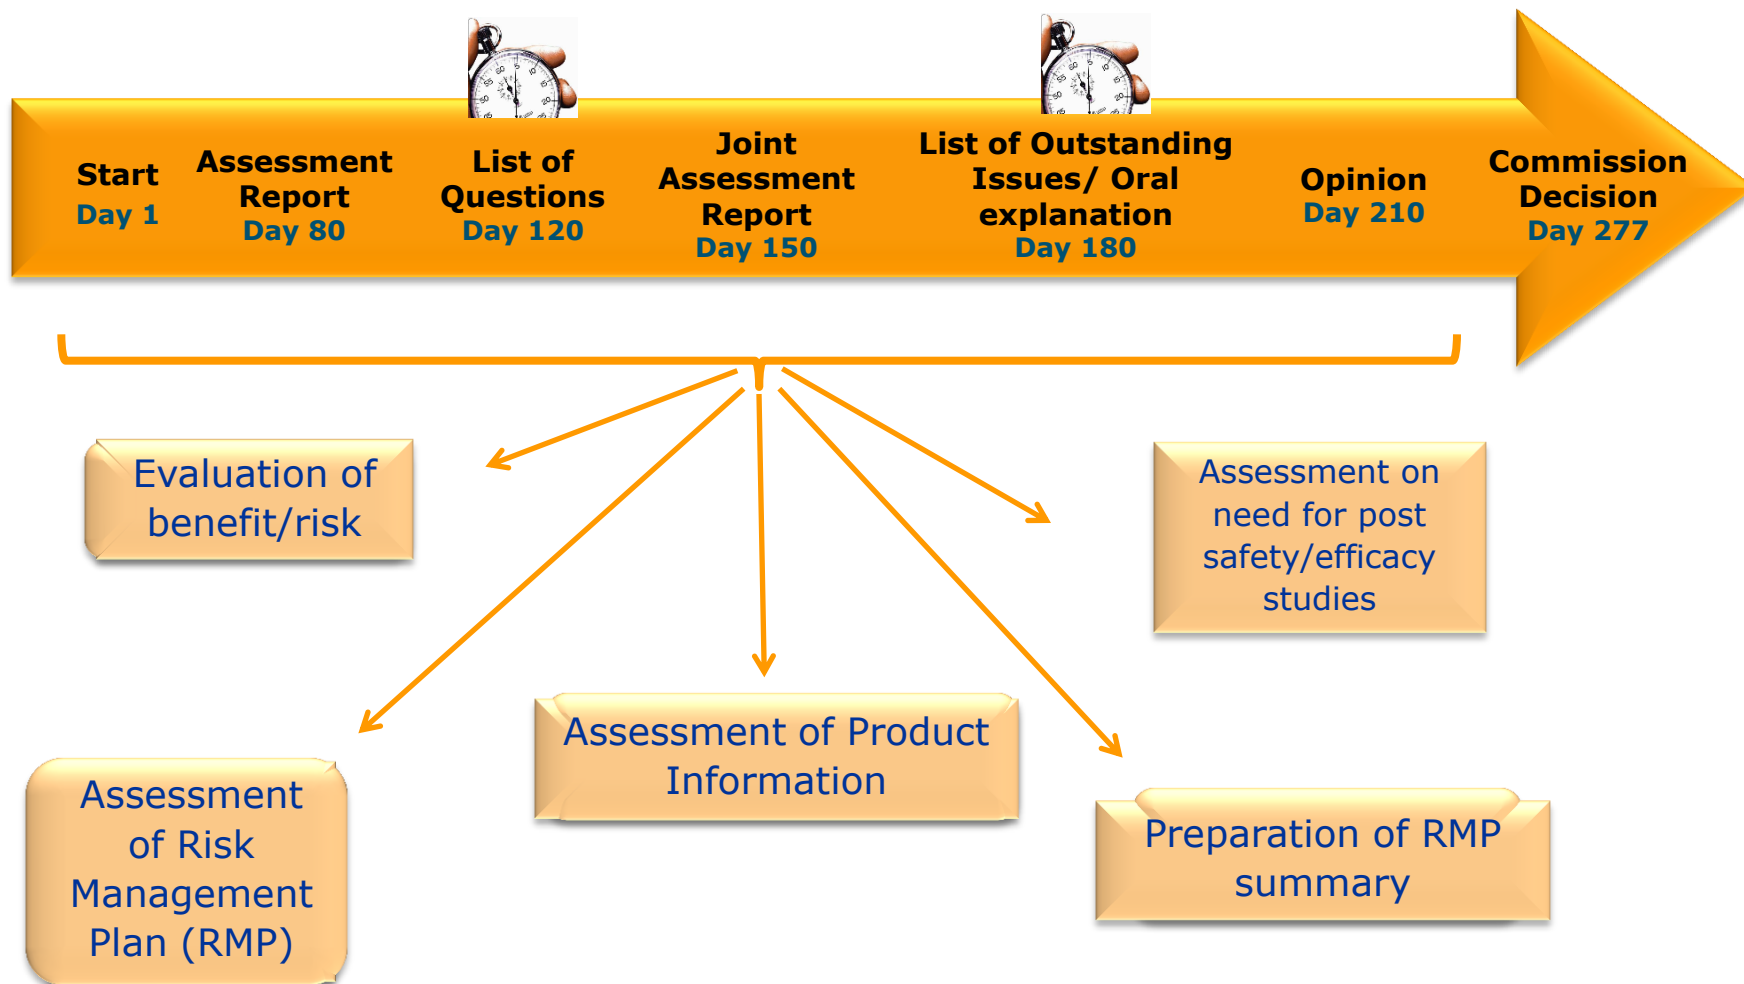 Start
Day 1
Assessment
Report
Day 80
List of
Questions
Day 120
Joint
Assessment
Report
Day 150
List of Outstanding
Issues/ Oral
explanation
Day 180
Opinion
Day 210
Commission
Decision
Day 277
Evaluation of
benefit/risk
Assessment on
need for post
safety/efficacy
studies
Assessment
of Risk
Management
Plan (RMP)
Assessment of Product
Information
Preparation of RMP
summary